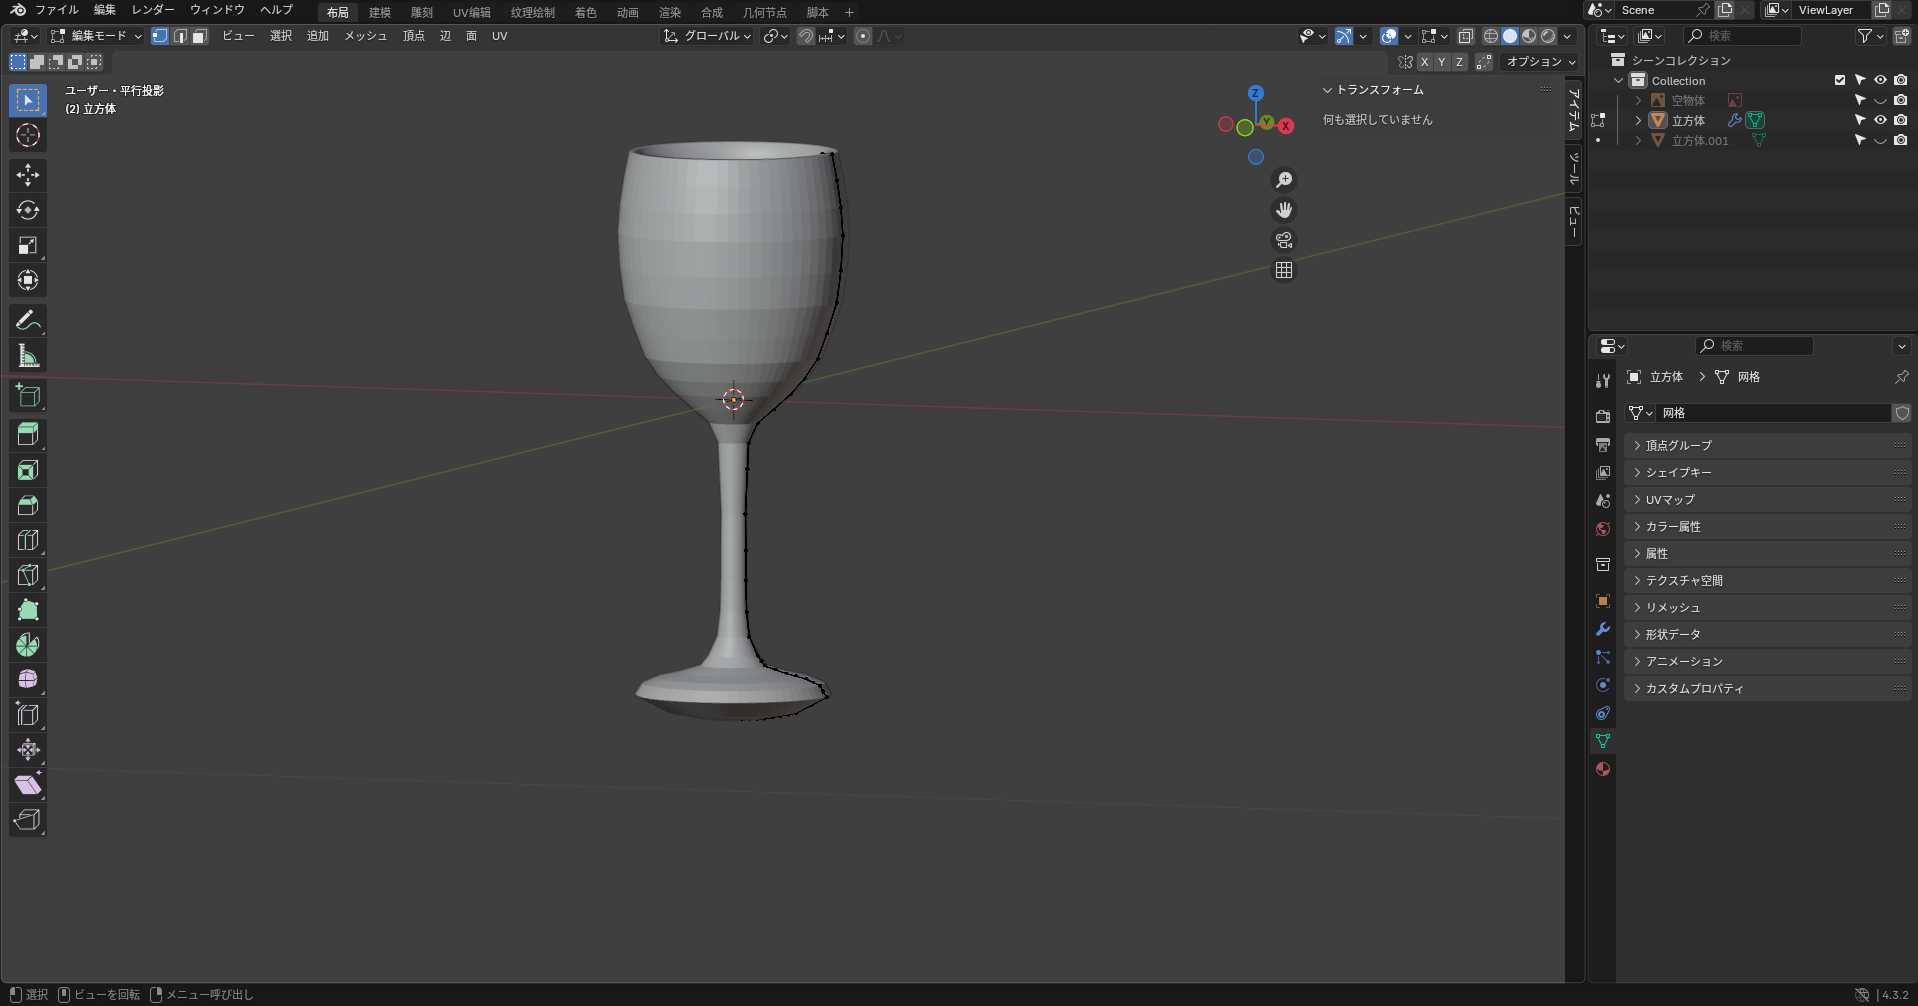 ファイル 編集 レンダー ウィンドウ ヘルプ 布局 建模 雕刻 UV编辑 纹理绘制 着色 动画 渲染 合成 几何节点 脚本 Scene ViewLayer
編集モード ビュー 選択 追加 メッシュ 頂点 辺 面 UV グローバル 検索
X Y Z オプション
ユーザー・平行投影
(2) 立方体
Z
Y
X
トランスフォーム
何も選択していません
アイテム
ツール
ビュー
シーンコレクション
Collection
空物体
立方体
立方体.001
検索
立方体 网格
网格
頂点グループ
シェイプキー
UVマップ
カラー属性
属性
テクスチャ空間
リメッシュ
形状データ
アニメーション
カスタムプロパティ
選択 ビューを回転 メニュー呼び出し 4.3.2